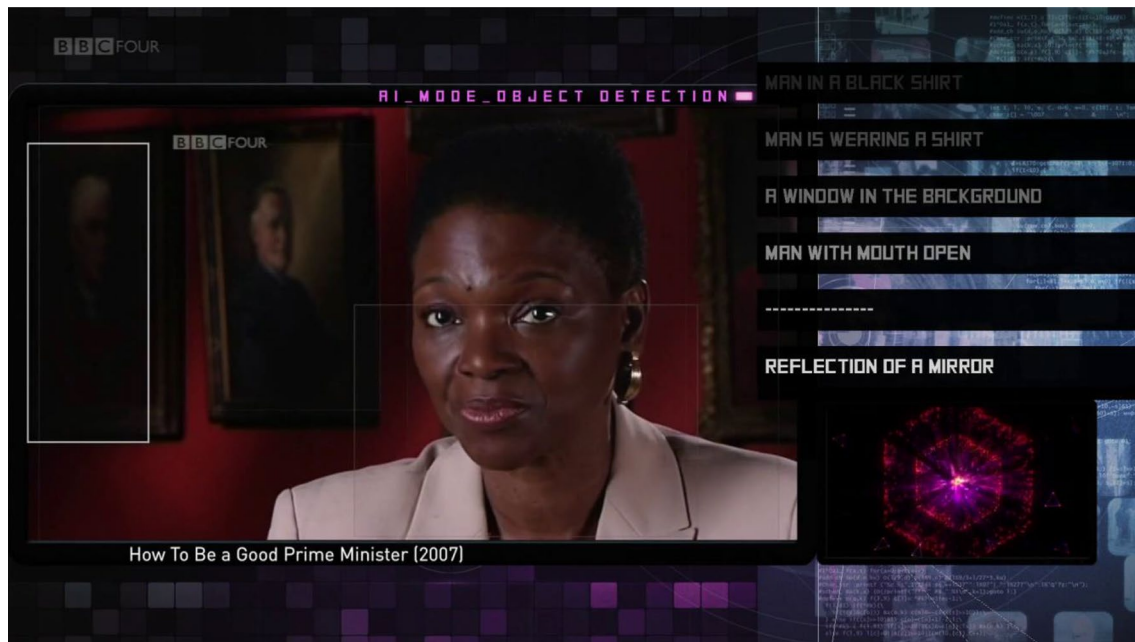 BBC FOUR
AI_MODE_OBJECT DETECTION
BBC FOUR
MAN IN A BLACK SHIRT
MAN IS WEARING A SHIRT
A WINDOW IN THE BACKGROUND
MAN WITH MOUTH OPEN
---------------
REFLECTION OF A MIRROR
How To Be a Good Prime Minister (2007)